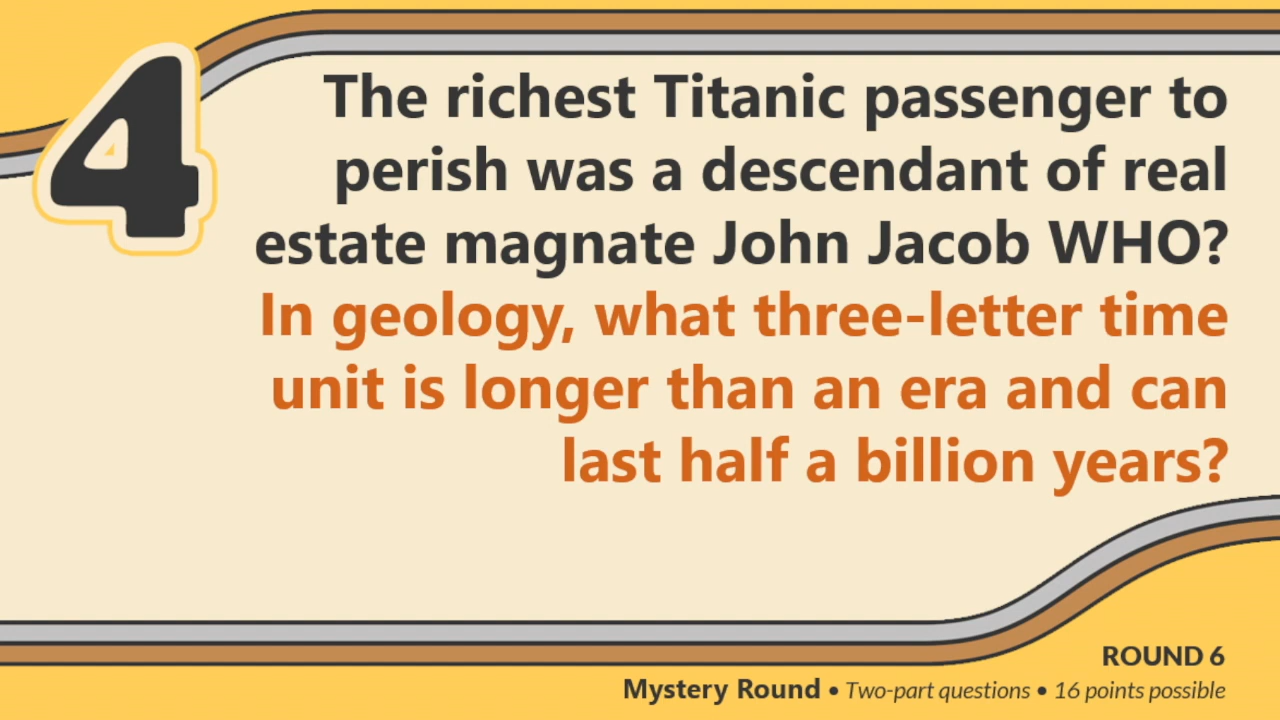 4
The richest Titanic passenger to
perish was a descendant of real
estate magnate John Jacob WHO?
In geology, what three-letter time
unit is longer than an era and can
last half a billion years?
ROUND 6
Mystery Round • Two-part questions • 16 points possible